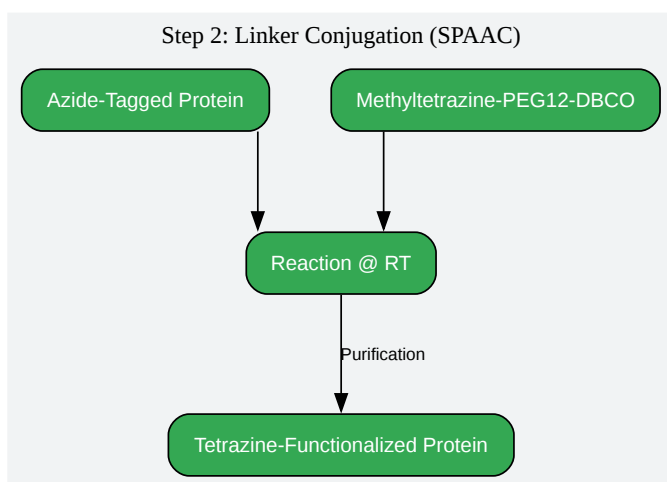 Step 2: Linker Conjugation (SPAAC)
Azide-Tagged Protein
Methyltetrazine-PEG12-DBCO
Reaction @ RT
Purification
Tetrazine-Functionalized Protein